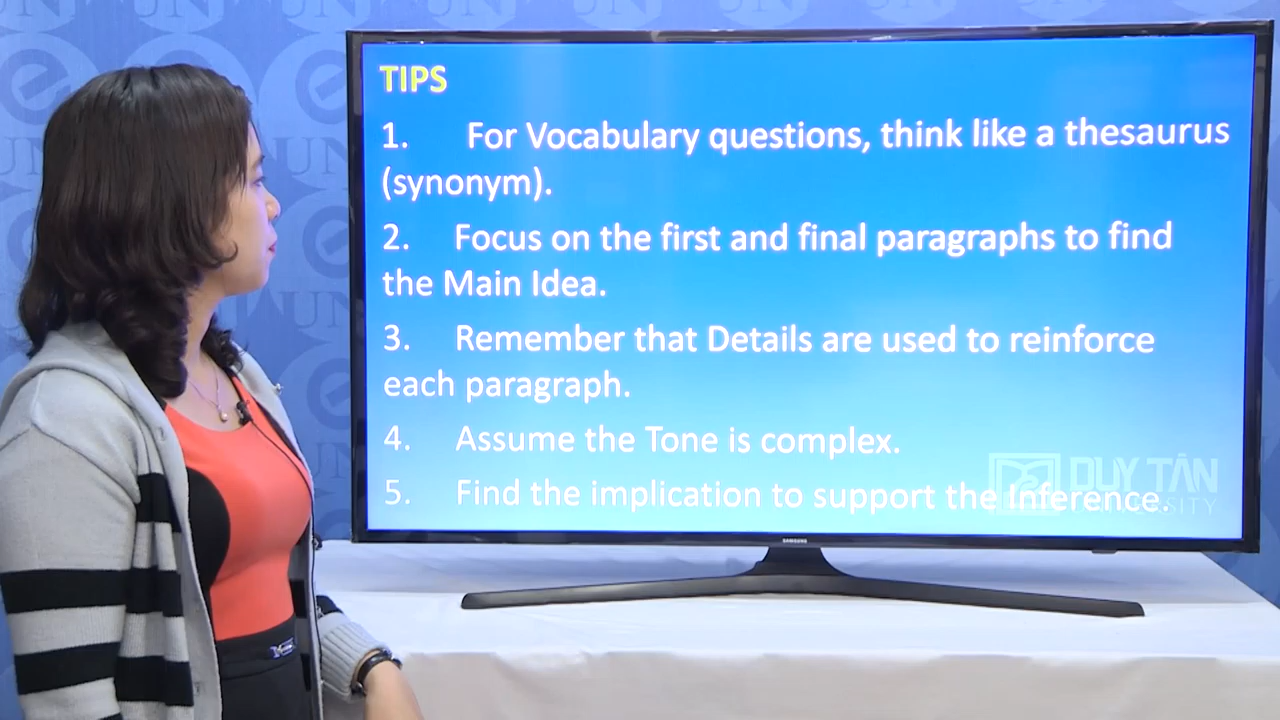 TIPS
1. For Vocabulary questions, think like a thesaurus
(synonym).
2. Focus on the first and final paragraphs to find
the Main Idea.
3. Remember that Details are used to reinforce
each paragraph.
4. Assume the Tone is complex.
5. Find the implication to support the Inference.
DUY TÂN
UNIVERSITY
SAMSUNG